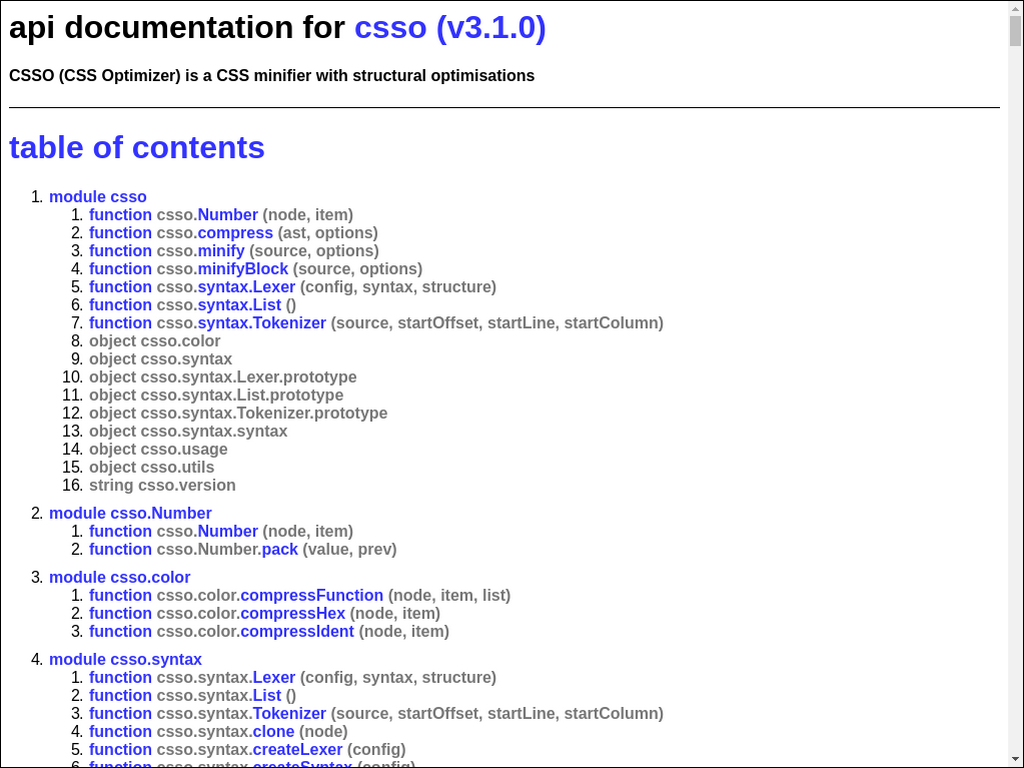 api documentation for csso (v3.1.0)
CSSO (CSS Optimizer) is a CSS minifier with structural optimisations
table of contents
1. module csso
1. function csso.Number (node, item)
2. function csso.compress (ast, options)
3. function csso.minify (source, options)
4. function csso.minifyBlock (source, options)
5. function csso.syntax.Lexer (config, syntax, structure)
6. function csso.syntax.List ()
7. function csso.syntax.Tokenizer (source, startOffset, startLine, startColumn)
8. object csso.color
9. object csso.syntax
10. object csso.syntax.Lexer.prototype
11. object csso.syntax.List.prototype
12. object csso.syntax.Tokenizer.prototype
13. object csso.syntax.syntax
14. object csso.usage
15. object csso.utils
16. string csso.version
2. module csso.Number
1. function csso.Number (node, item)
2. function csso.Number.pack (value, prev)
3. module csso.color
1. function csso.color.compressFunction (node, item, list)
2. function csso.color.compressHex (node, item)
3. function csso.color.compressIdent (node, item)
4. module csso.syntax
1. function csso.syntax.Lexer (config, syntax, structure)
2. function csso.syntax.List ()
3. function csso.syntax.Tokenizer (source, startOffset, startLine, startColumn)
4. function csso.syntax.clone (node)
5. function csso.syntax.createLexer (config)
6. function csso.syntax.createSyntax (config)